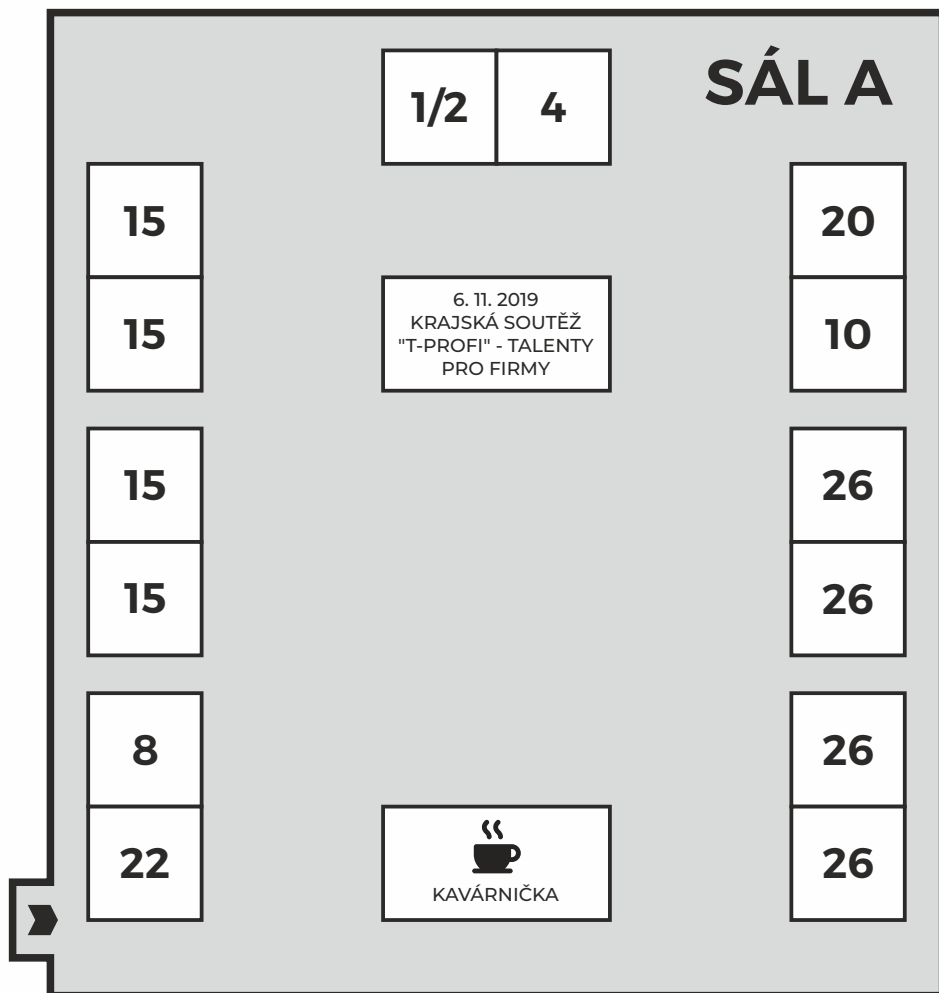 SÁL A
1/2 4
15
20
15
6. 11. 2019
KRAJSKÁ SOUTĚŽ
"T-PROFI" - TALENTY
PRO FIRMY
10
15
26
15
26
8
26
22
KAVÁRNIČKA
26